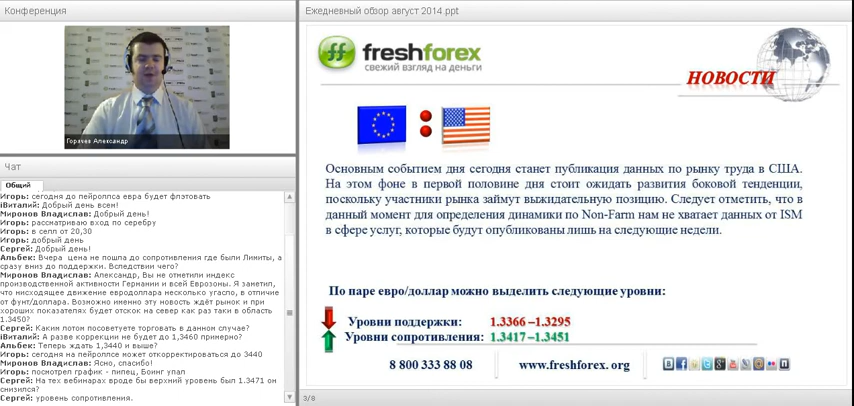 Конференция
Горячев Александр
Чат
Общий
Игорь: сегодня до пейроллса евра будет флэтовать
iВиталий: Добрый день всем!
Миронов Владислав: Добрый день!
Игорь: рассматриваю вход по серебру
Игорь: в селл от 20,30
Игорь: добрый день
Сергей: Добрый день!
Альбек: Вчера цена не пошла до сопротивления где были Лимиты, а
сразу вниз до поддержки. Вследствии чего?
Миронов Владислав: Александр, Вы не отметили индекс
производственной активности Германии и всей Еврозоны. Я заметил,
что нисходящее движение евродоллара несколько угасло, в отличие
от фунт/доллара. Возможно именно эту новость ждёт рынок и при
хороших показателях будет отскок на север как раз таки в область
1.3450?
Сергей: Каким лотом посоветуете торговать в данном случае?
iВиталий: А разве коррекции не будет до 1,3460 примерно?
Альбек: Теперь ждать 1,3440 и выше?
Игорь: сегодня на пейроллсе может откорректироваться до 3440
Миронов Владислав: Ясно, спасибо!
Игорь: посмотрел график - пипец, Боинг упал
Сергей: На тех вебинарах вроде бы верхний уровень был 1.3471 он
снизился?
Сергей: уровень сопротивления.
Ежедневный обзор август 2014.ppt
freshforex
свежий взгляд на деньги
НОВОСТИ
Основным событием дня сегодня станет публикация данных по рынку труда в США.
На этом фоне в первой половине дня стоит ожидать развития боковой тенденции,
поскольку участники рынка займут выжидательную позицию. Следует отметить, что в
данный момент для определения динамики по Non-Farm нам не хватает данных от ISM
в сфере услуг, которые будут опубликованы лишь на следующие недели.
По паре евро/доллар можно выделить следующие уровни:
Уровни поддержки: 1.3366 –1.3295
Уровни сопротивления: 1.3417 –1.3451
8 800 333 88 08
www.freshforex.org
3/8